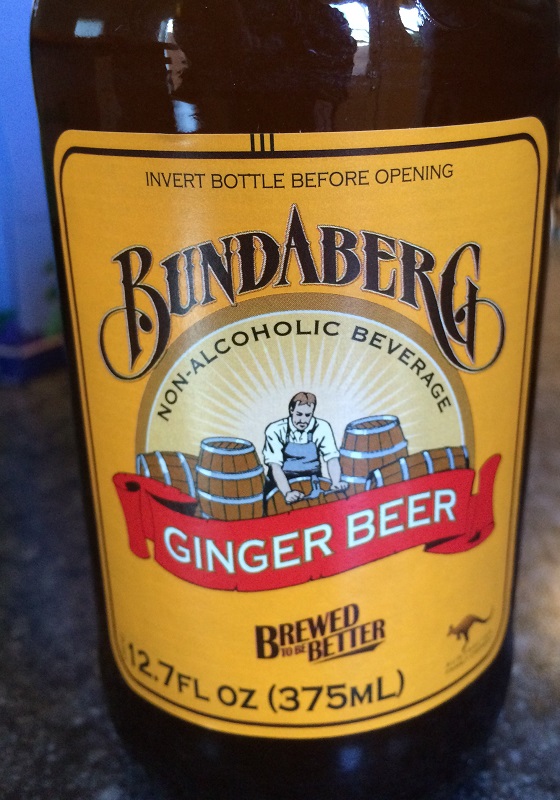 INVERT BOTTLE BEFORE OPENING
BUNDABERG
NON-ALCOHOLIC BEVERAGE
GINGER BEER
BREWED
TO BE BETTER
12.7FL OZ (375ML)